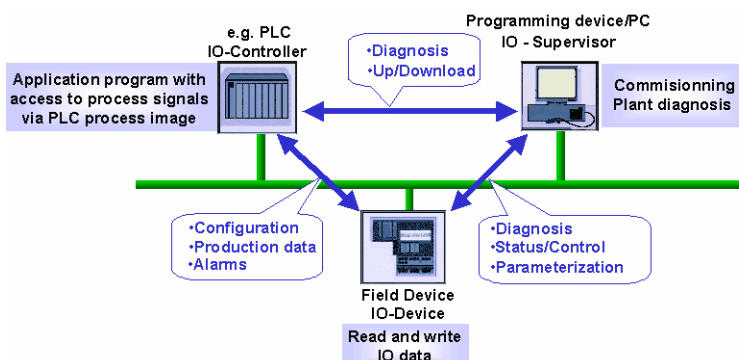 e.g. PLC
IO-Controller
Programming device/PC
IO - Supervisor
•Diagnosis
•Up/Download
Application program with
access to process signals
via PLC process image
Commisionning
Plant diagnosis
•Configuration
•Production data
•Alarms
•Diagnosis
•Status/Control
•Parameterization
Field Device
IO-Device
Read and write
IO data